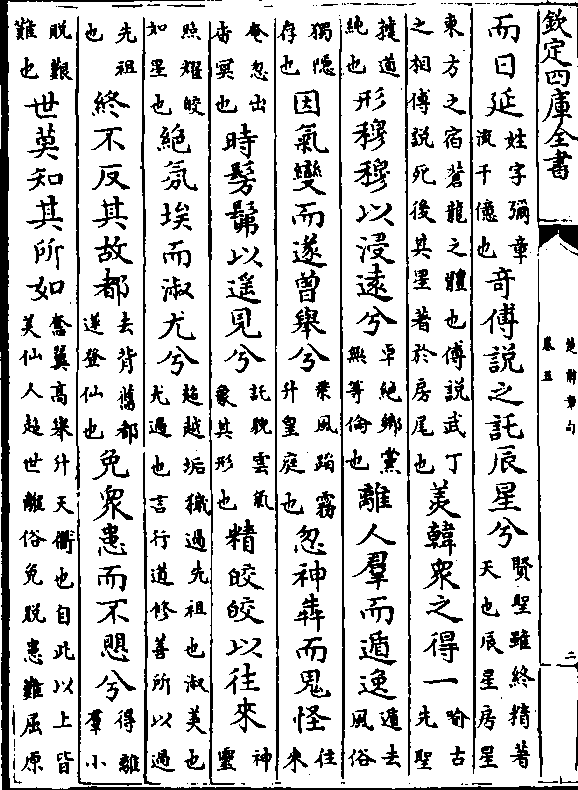 欽定四庫全書
楚辭章句
卷五
二
而日延姓字彌章流千億也奇傅說之託辰星兮賢聖雖終精著天也辰星房星
東方之宿蒼龍之體也傅說武丁之相傅說死後其星著於房尾也羨韓衆之得一喻古先聖
獲道純也形穆穆以浸遠兮卓絶鄉黨無等倫也離人羣而遁逸遁去風俗
獨隱存也因氣變而遂曾舉兮乗風蹈霧升皇庭也忽神犇而鬼怪往來
奄忽出杳冥也時髣髴以遥見兮託貌雲氣象其形也精皎皎以往來神靈
照耀皎如星也絶氛埃而淑尤兮超越垢穢過先祖也淑美也尤過也言行道修善所以過
先祖也終不反其故都去背舊都遂登仙也免衆患而不愳兮得離羣小
脱艱難也世莫知其所如奮翼高舉升天衢也自此以上皆美仙人超世離俗免脱患難屈原